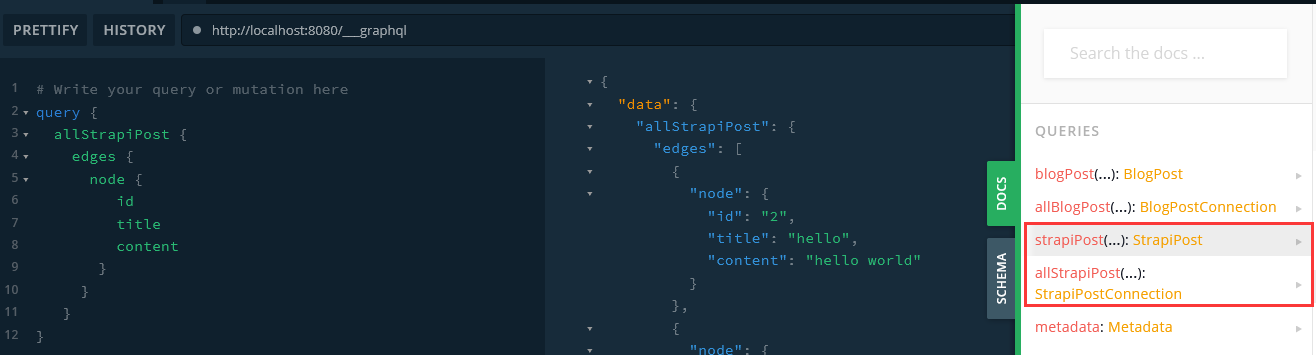 PRETTIFY HISTORY http://localhost:8080/___graphql
1 # Write your query or mutation here
2 query {
3 allStrapiPost {
4 edges {
5 node {
6 id
7 title
8 content
9 }
10 }
11 }
12 }
{
"data": {
"allStrapiPost": {
"edges": [
{
"node": {
"id": "2",
"title": "hello",
"content": "hello world"
}
},
{
"node": {
DOCS
SCHEMA
Search the docs ...
QUERIES
blogPost(...): BlogPost
allBlogPost(...): BlogPostConnection
strapiPost(...): StrapiPost
allStrapiPost(...):
StrapiPostConnection
metadata: Metadata